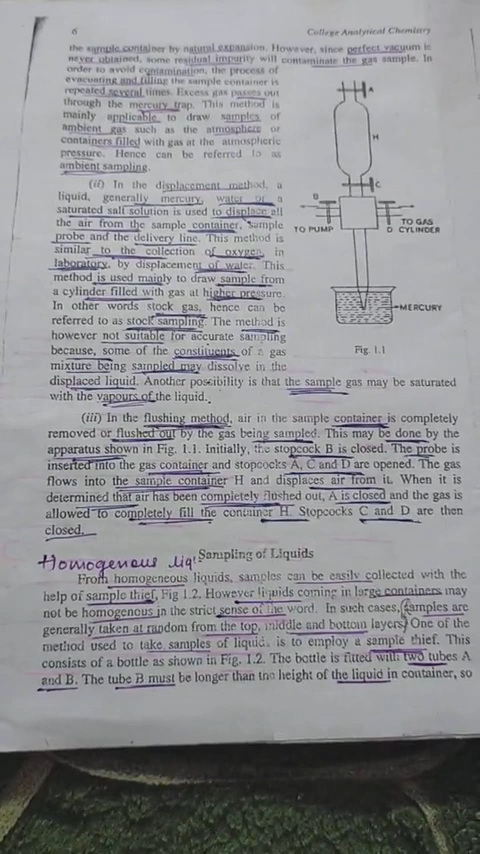 6
College Analytical Chemistry
the sample container by natural expansion. However, since perfect vacuum is
never obtained, some residual impurity will contaminate the gas sample. In
order to avoid contamination, the process of
evacuating and filling the sample container is
repeated several times. Excess gas passes out
through the mercury trap. This method is
mainly applicable to draw samples of
ambient gas such as the atmosphere or
containers filled with gas at the atmospheric
pressure. Hence can be referred to as
ambient sampling.
(ii) In the displacement method, a
liquid, generally mercury, water or a
saturated salt solution is used to displace all
the air from the sample container, sample
probe and the delivery line. This method is
similar to the collection of oxygen, in
laboratory, by displacement of water. This
method is used mainly to draw sample from
a cylinder filled with gas at higher pressure.
In other words stock gas, hence can be
referred to as stock sampling. The method is
however not suitable for accurate sampling
because, some of the constituents of a gas
mixture being sampled may dissolve in the
displaced liquid. Another possibility is that the sample gas may be saturated
with the vapours of the liquid.
A
H
C
B
TO PUMP
TO GAS
D CYLINDER
MERCURY
Fig. 1.1
(iii) In the flushing method, air in the sample container is completely
removed or flushed out by the gas being sampled. This may be done by the
apparatus shown in Fig. 1.1. Initially, the stopcock B is closed. The probe is
inserted into the gas container and stopcocks A, C and D are opened. The gas
flows into the sample container H and displaces air from it. When it is
determined that air has been completely flushed out, A is closed and the gas is
allowed to completely fill the container H. Stopcocks C and D are then
closed.
Homogenous liq!
Sampling of Liquids
From homogeneous liquids, samples can be easily collected with the
help of sample thief, Fig 1.2. However liquids coming in large containers may
not be homogenous in the strict sense of the word. In such cases, samples are
generally taken at random from the top, middle and bottom layers. One of the
method used to take samples of liquid, is to employ a sample thief. This
consists of a bottle as shown in Fig. 1.2. The bottle is fitted with two tubes A
and B. The tube B must be longer than the height of the liquid in container, so